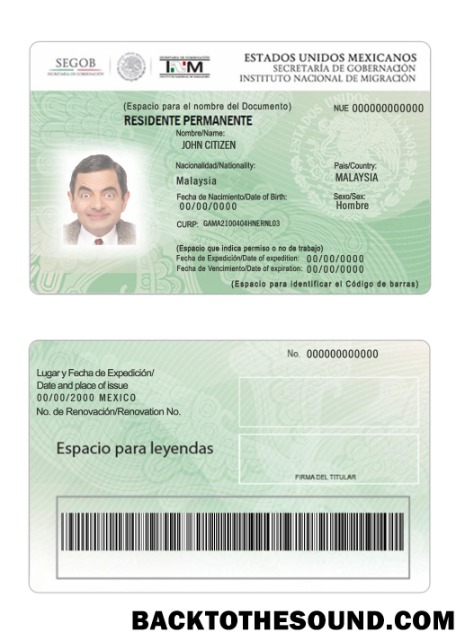 SEGOB
SECRETARÍA DE GOBERNACIÓN
ESTADOS UNIDOS MEXICANOS
SECRETARÍA DE GOBERNACIÓN
INSTITUTO NACIONAL DE MIGRACIÓN
(Espacio para el nombre del Documento)
NUE 000000000000
RESIDENTE PERMANENTE
Nombre/Name:
JOHN CITIZEN
Nacionalidad/Nationality:
País/Country:
Malaysia
MALAYSIA
Fecha de Nacimiento/Date of Birth:
Sexo/Sex:
00/00/0000
Hombre
CURP: GAMA2100404HNERNL03
(Espacio que indica permiso o no de trabajo)
Fecha de Expedición/Date of expedition: 00/00/0000
Fecha de Vencimiento/Date of expiration: 00/00/0000
(Espacio para identificar el Código de barras)
No. 000000000000
Lugar y Fecha de Expedición/
Date and place of issue
00/00/2000 MEXICO
No. de Renovación/Renovation No.
Espacio para leyendas
FIRMA DEL TITULAR
BACKTOTHESOUND.COM